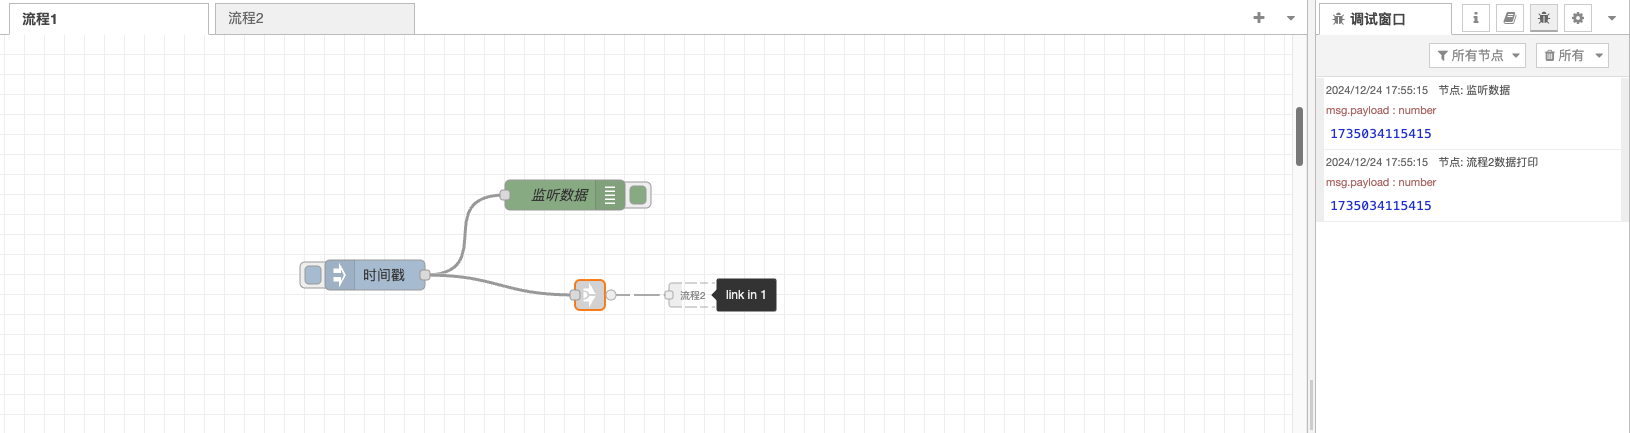 流程1
流程2
调试窗口
所有节点
所有
2024/12/24 17:55:15 节点: 监听数据
msg.payload : number
1735034115415
2024/12/24 17:55:15 节点: 流程2数据打印
msg.payload : number
1735034115415
监听数据
时间戳
流程2
link in 1